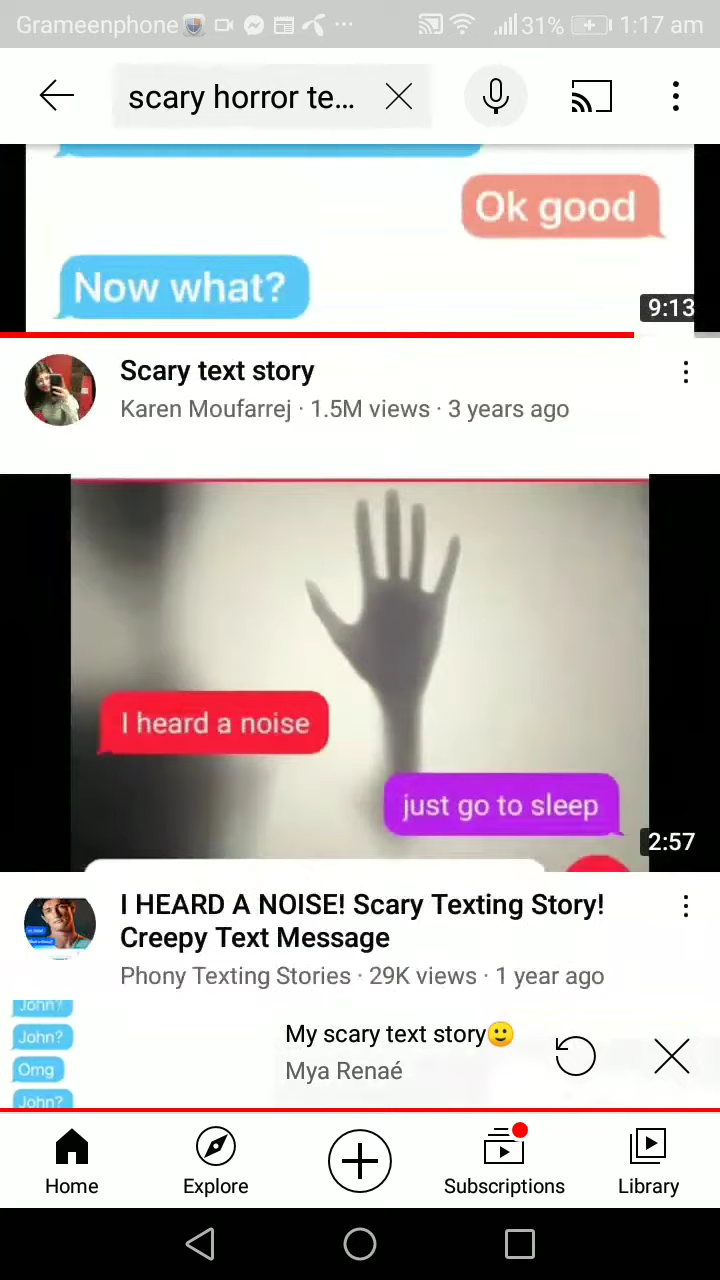 Grameenphone 31% 1:17 am
scary horror te...
Ok good
Now what?
9:13
Scary text story
Karen Moufarrej · 1.5M views · 3 years ago
I heard a noise
just go to sleep
2:57
I HEARD A NOISE! Scary Texting Story!
Creepy Text Message
Phony Texting Stories · 29K views · 1 year ago
John?
John?
Omg
John?
My scary text story🙂
Mya Renaé
Home Explore Subscriptions Library